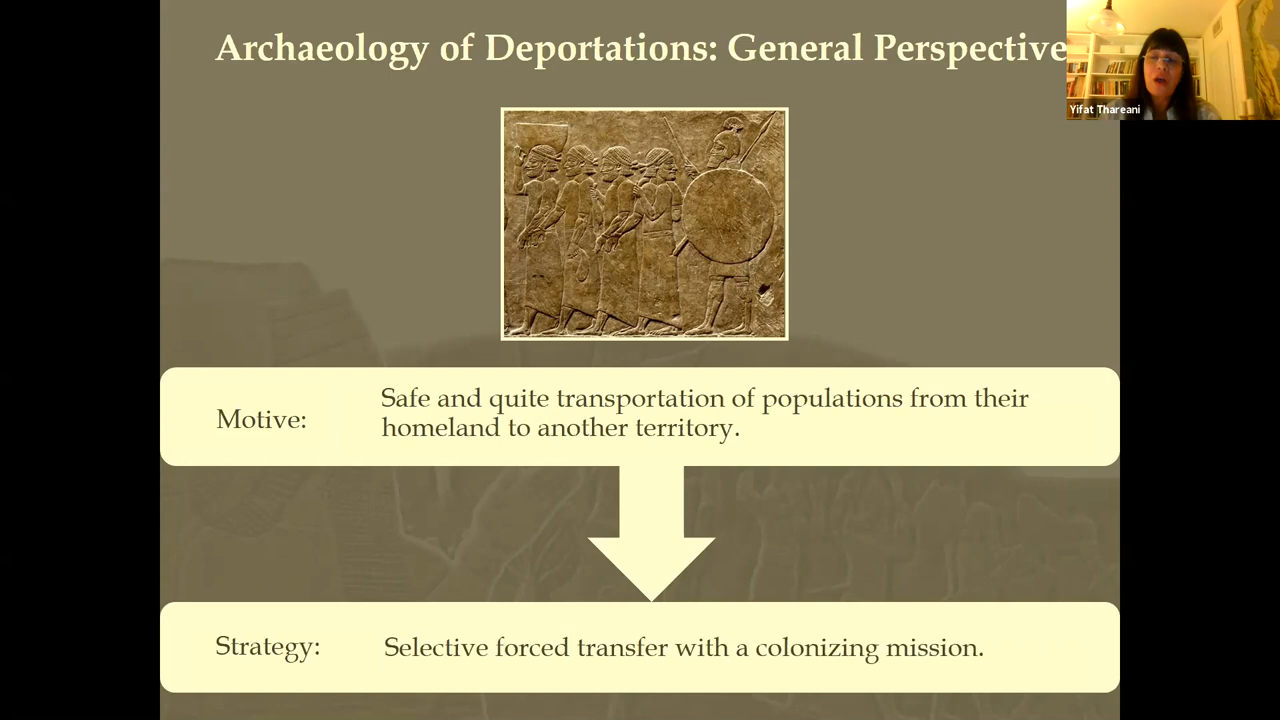 Archaeology of Deportations: General Perspective
Yifat Thareani
Motive:
Safe and quite transportation of populations from their
homeland to another territory.
Strategy:
Selective forced transfer with a colonizing mission.